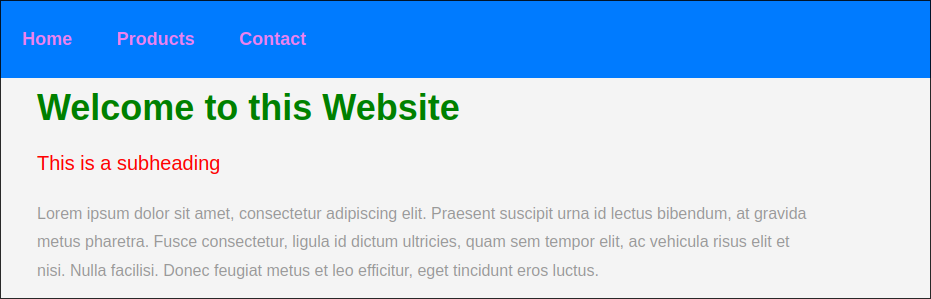 Home Products Contact
Welcome to this Website
This is a subheading
Lorem ipsum dolor sit amet, consectetur adipiscing elit. Praesent suscipit urna id lectus bibendum, at gravida
metus pharetra. Fusce consectetur, ligula id dictum ultricies, quam sem tempor elit, ac vehicula risus elit et
nisi. Nulla facilisi. Donec feugiat metus et leo efficitur, eget tincidunt eros luctus.